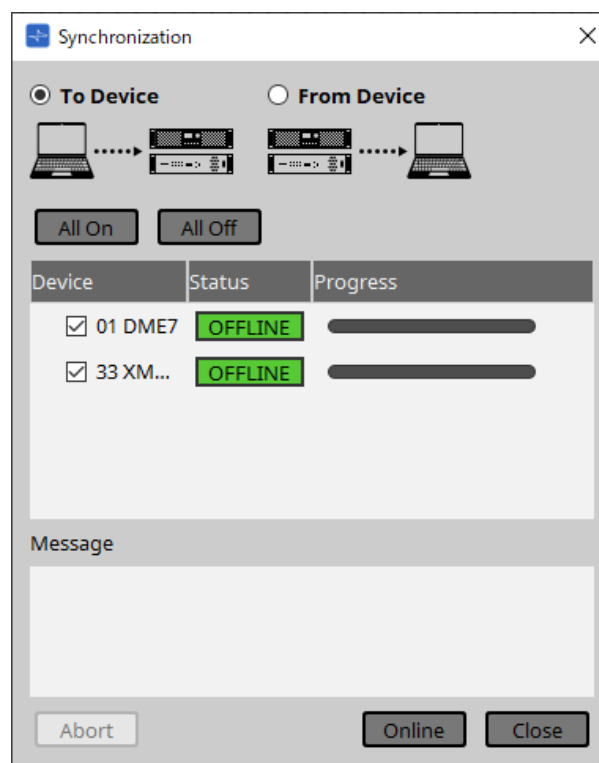 Synchronization
To Device From Device
All On All Off
Device Status Progress
01 DME7 OFFLINE
33 XM... OFFLINE
Message
Abort Online Close